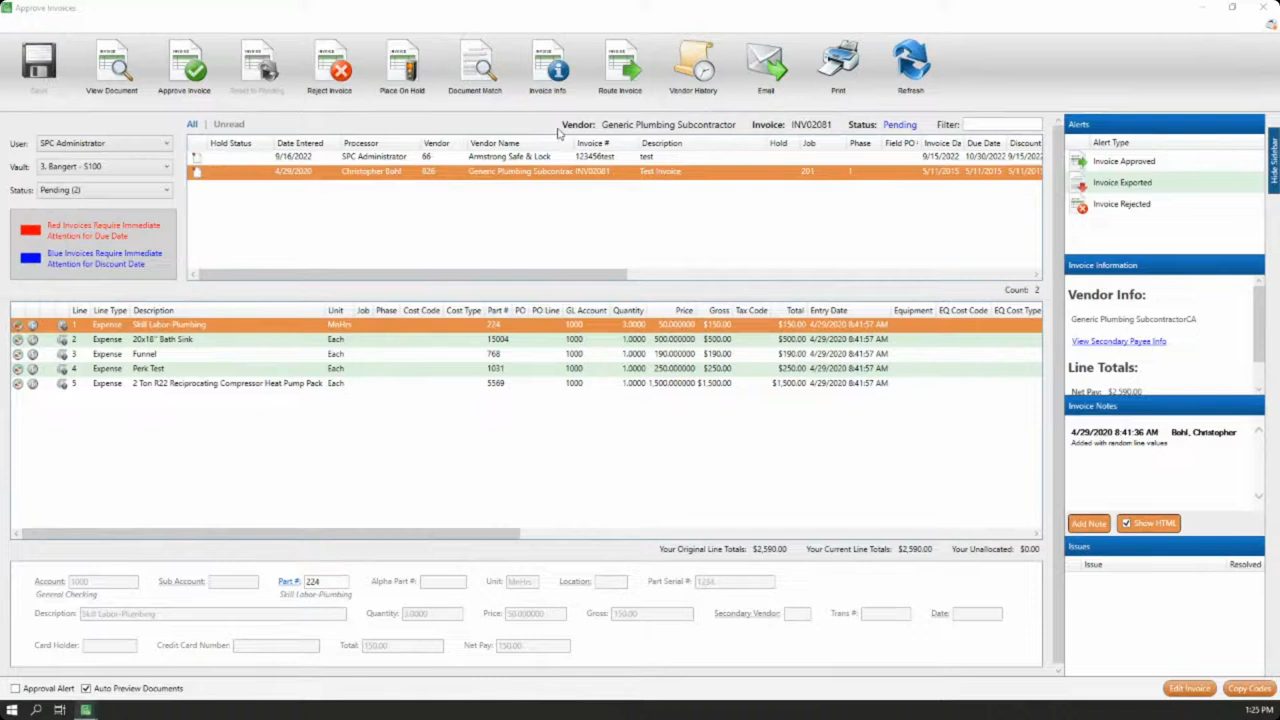 Approve Invoices
Save View Document Approve Invoice Reset to Pending Reject Invoice Place On Hold Document Match Invoice Info Route Invoice Vendor History Email Print Refresh
All | Unread Vendor: Generic Plumbing Subcontractor Invoice: INV02081 Status: Pending Filter:
User: SPC Administrator
Vault: 3. Bangert - S100
Status: Pending (2)
Red Invoices Require Immediate
Attention for Due Date
Blue Invoices Require Immediate
Attention for Discount Date
Hold Status Date Entered Processor Vendor Vendor Name Invoice # Description Hold Job Phase Field PO Invoice Da Due Date Discount
9/16/2022 SPC Administrator 66 Armstrong Safe & Lock 123456test test 9/15/2022 10/30/2022 9/15/202
4/29/2020 Christopher Bohl 826 Generic Plumbing Subcontrac INV02081 Test Invoice 201 1 5/11/2015 5/11/2015 5/11/201
Count: 2
Line Line Type Description Unit Job Phase Cost Code Cost Type Part # PO PO Line GL Account Quantity Price Gross Tax Code Total Entry Date Equipment EQ Cost Code EQ Cost Type
1 Expense Skill Labor-Plumbing MnHrs 224 1000 3.0000 50.000000 $150.00 $150.00 4/29/2020 8:41:57 AM
2 Expense 20x18" Bath Sink Each 15004 1000 1.0000 500.000000 $500.00 $500.00 4/29/2020 8:41:57 AM
3 Expense Funnel Each 768 1000 1.0000 190.000000 $190.00 $190.00 4/29/2020 8:41:57 AM
4 Expense Perk Test Each 1031 1000 1.0000 250.000000 $250.00 $250.00 4/29/2020 8:41:57 AM
5 Expense 2 Ton R22 Reciprocating Compressor Heat Pump Pack Each 5569 1000 1.0000 1,500.000000 $1,500.00 $1,500.00 4/29/2020 8:41:57 AM
Your Original Line Totals: $2,590.00 Your Current Line Totals: $2,590.00 Your Unallocated: $0.00
Account: 1000 Sub Account: Part #: 224 Alpha Part #: Unit: MnHrs Location: Part Serial #: 1234
General Checking Skill Labor-Plumbing
Description: Skill Labor-Plumbing Quantity: 3.0000 Price: 50.000000 Gross: 150.00 Secondary Vendor: Trans #: Date:
Card Holder: Credit Card Number: Total: 150.00 Net Pay: 150.00
Approval Alert Auto Preview Documents
Alerts
Alert Type
Invoice Approved
Invoice Exported
Invoice Rejected
Hide Sidebar
Invoice Information
Vendor Info:
Generic Plumbing SubcontractorCA
View Secondary Payee Info
Line Totals:
Net Pay: $2,590.00
Invoice Notes
4/29/2020 8:41:36 AM Bohl, Christopher
Added with random line values
Add Note Show HTML
Issues
Issue Resolved
Edit Invoice Copy Codes
1:25 PM